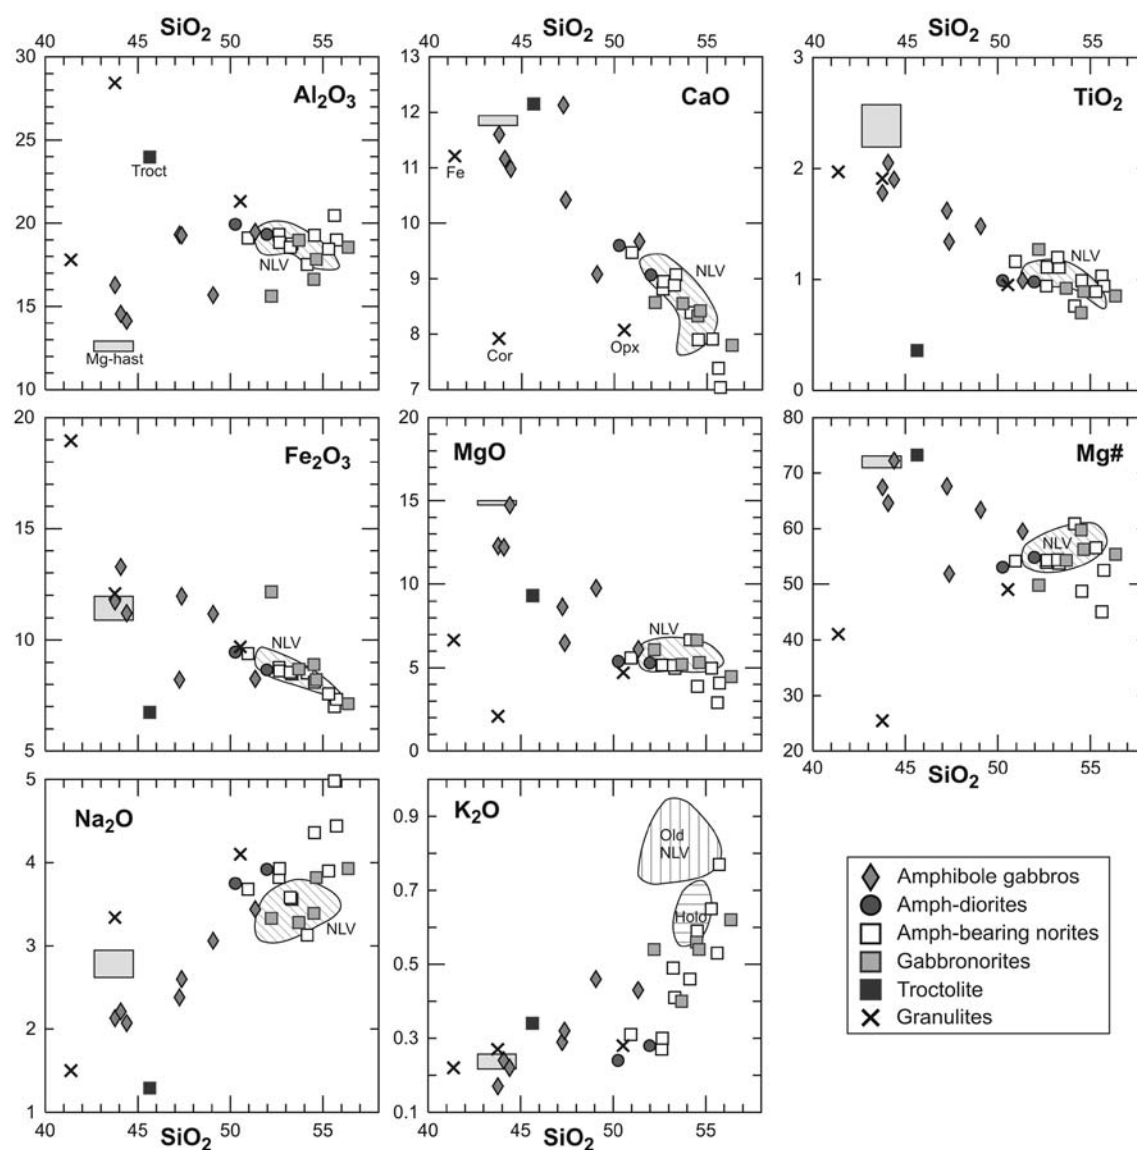 SiO2 SiO2 SiO2
40 45 50 55 40 45 50 55 40 45 50 55
30 13 3
Al2O3 CaO TiO2
25 12
Troct Fe 2
11
20 10
NLV NLV NLV
9 1
15
Mg-hast Cor Opx
8
10 7 0
20 20 80
Fe2O3 MgO Mg#
70
15 15
60
NLV
10 10 50
NLV NLV
40
5
30
5 0 20
40 45 50 55
SiO2
5
Na2O K2O
0.9
Old
NLV
4
0.7
Holo
3 NLV
0.5
2
0.3
1 0.1
40 45 50 55 40 45 50 55
SiO2 SiO2
Amphibole gabbros
Amph-diorites
Amph-bearing norites
Gabbronorites
Troctolite
Granulites